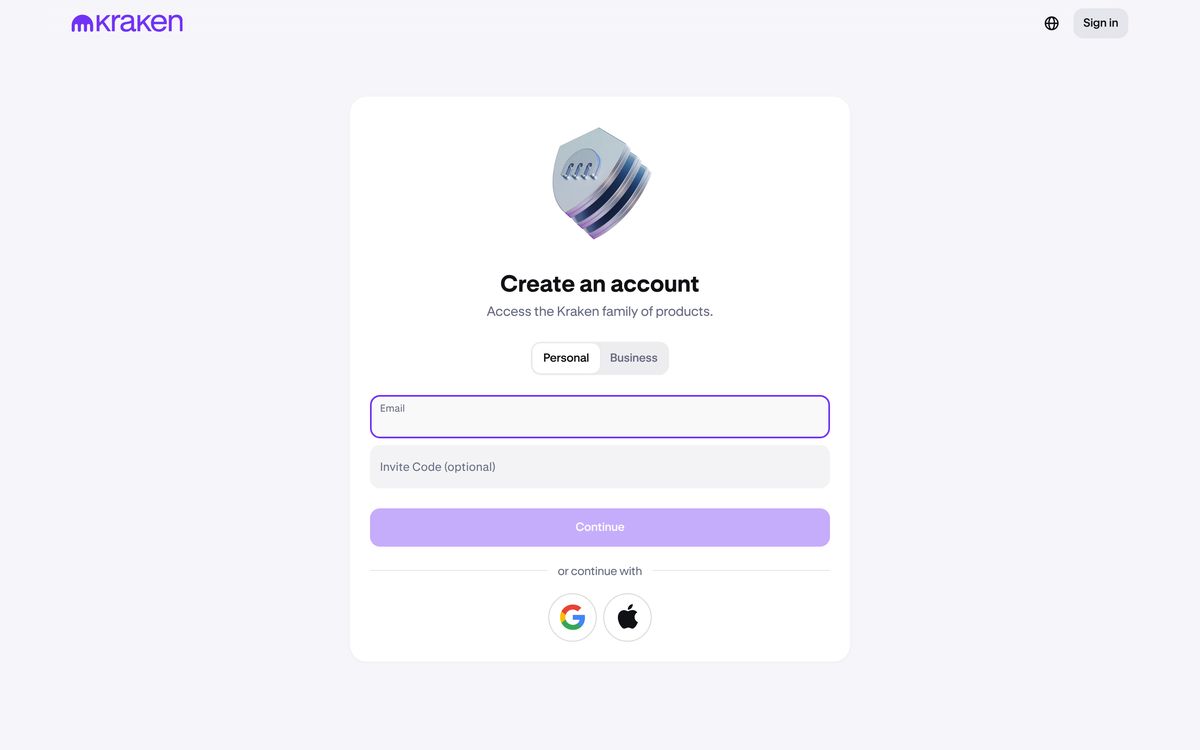 kraken
Sign in
Create an account
Access the Kraken family of products.
Personal
Business
Email
Invite Code (optional)
Continue
or continue with